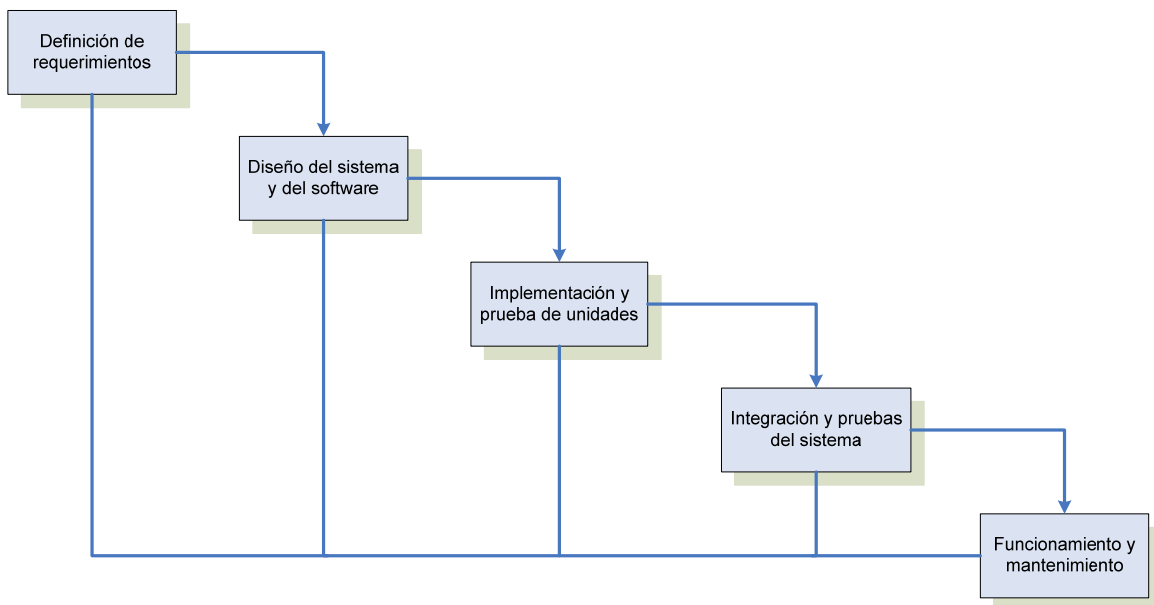 Definición de
requerimientos
Diseño del sistema
y del software
Implementación y
prueba de unidades
Integración y pruebas
del sistema
Funcionamiento y
mantenimiento